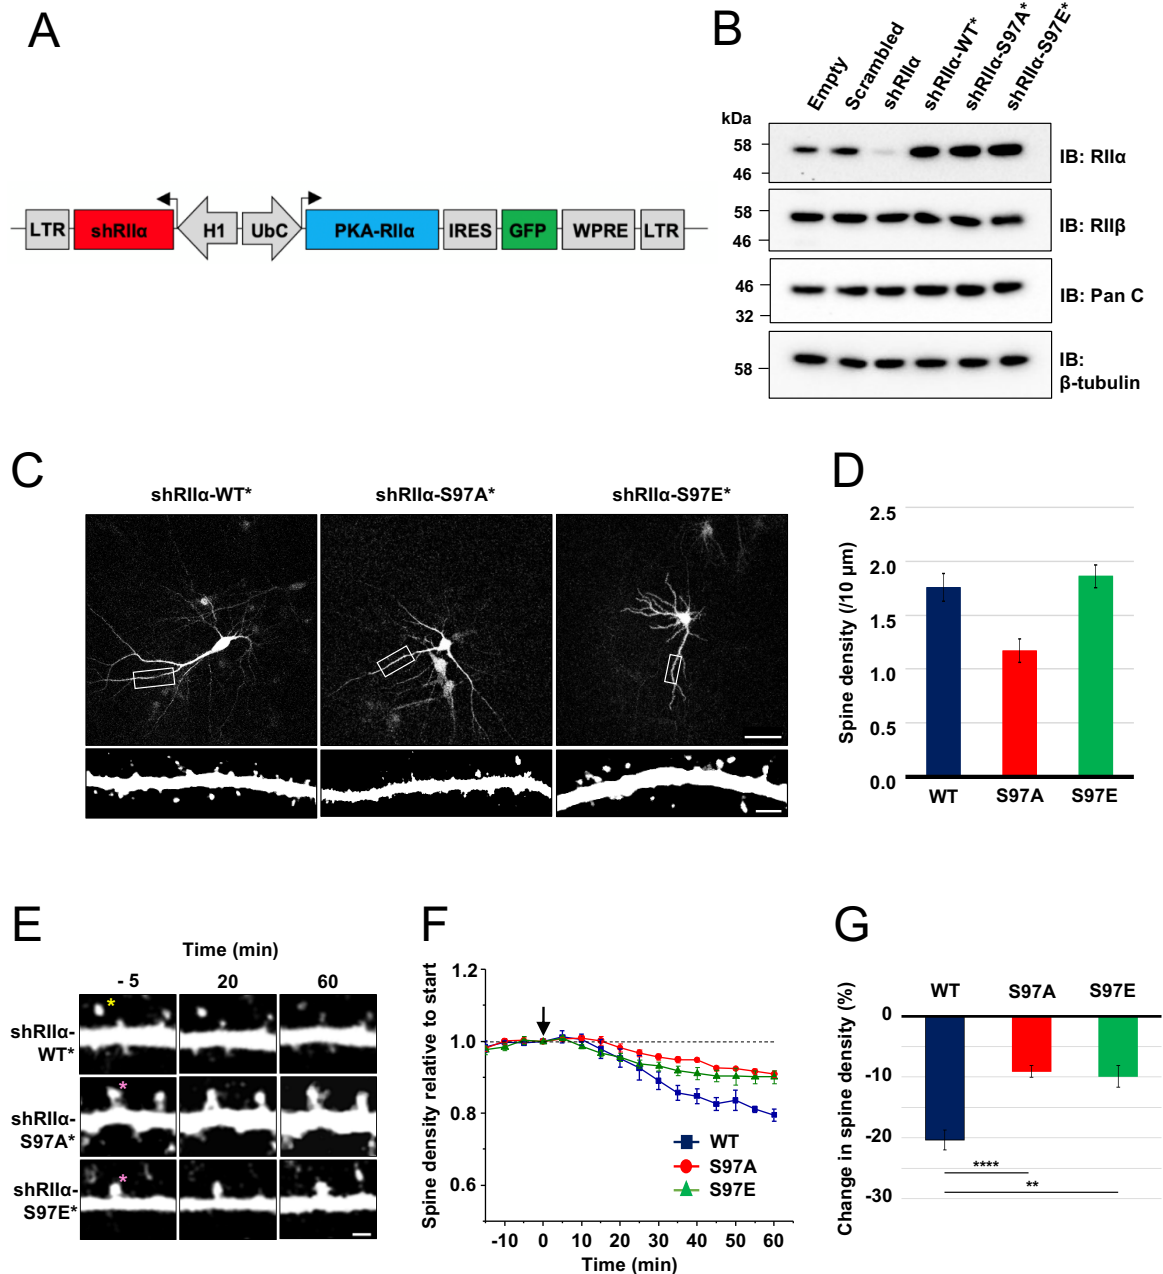 A
LTR shRIIα H1 UbC PKA-RIIα IRES GFP WPRE LTR
B
Empty Scrambled shRIIα shRIIα-WT* shRIIα-S97A* shRIIα-S97E*
kDa
58
46
IB: RIIα
58
46
IB: RIIβ
46
32
IB: Pan C
58
IB:
β-tubulin
C
shRIIα-WT* shRIIα-S97A* shRIIα-S97E*
D
Spine density (/10 µm)
2.5
2.0
1.5
1.0
0.5
0.0
WT S97A S97E
E
Time (min)
- 5 20 60
shRIIα-
WT*
*
shRIIα-
S97A*
*
shRIIα-
S97E*
*
F
Spine density relative to start
1.2
1.0
0.8
0.6
WT
S97A
S97E
-10 0 10 20 30 40 50 60
Time (min)
G
Change in spine density (%)
WT S97A S97E
0
-10
-20
-30
****
**